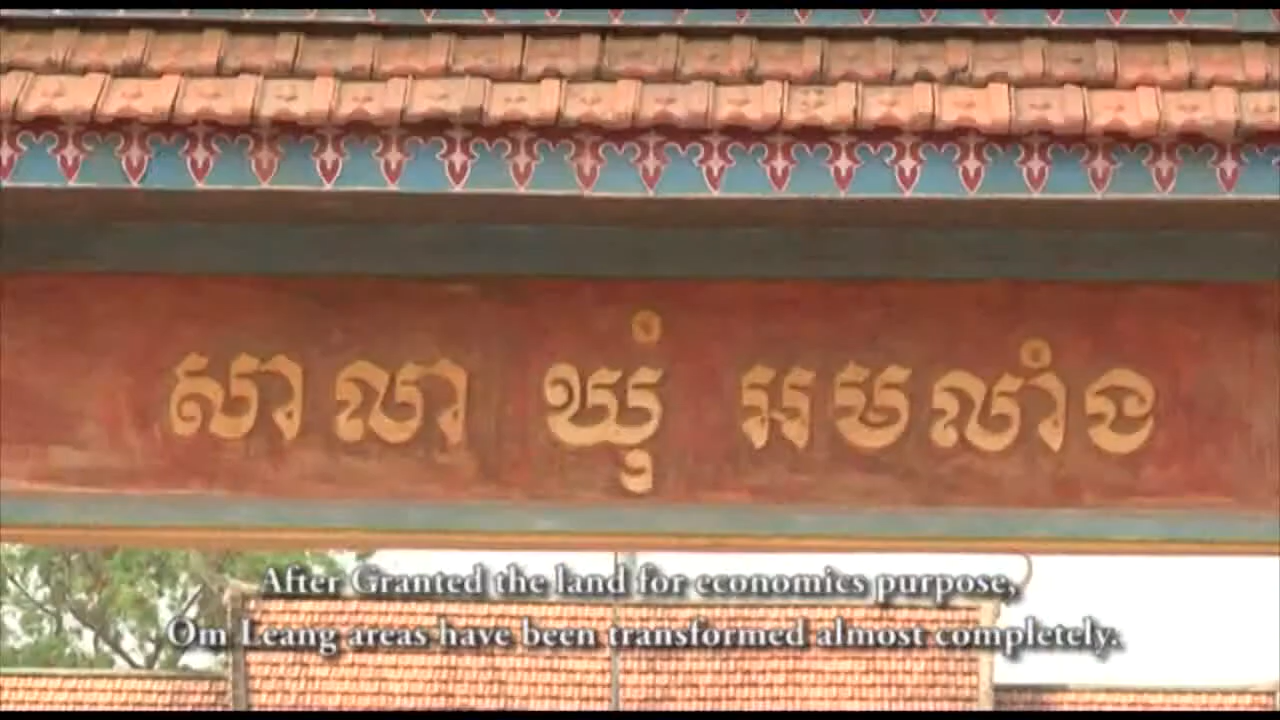 សាលា ឃុំ អមលាំង
After Granted the land for economics purpose,
Om Leang areas have been transformed almost completely.